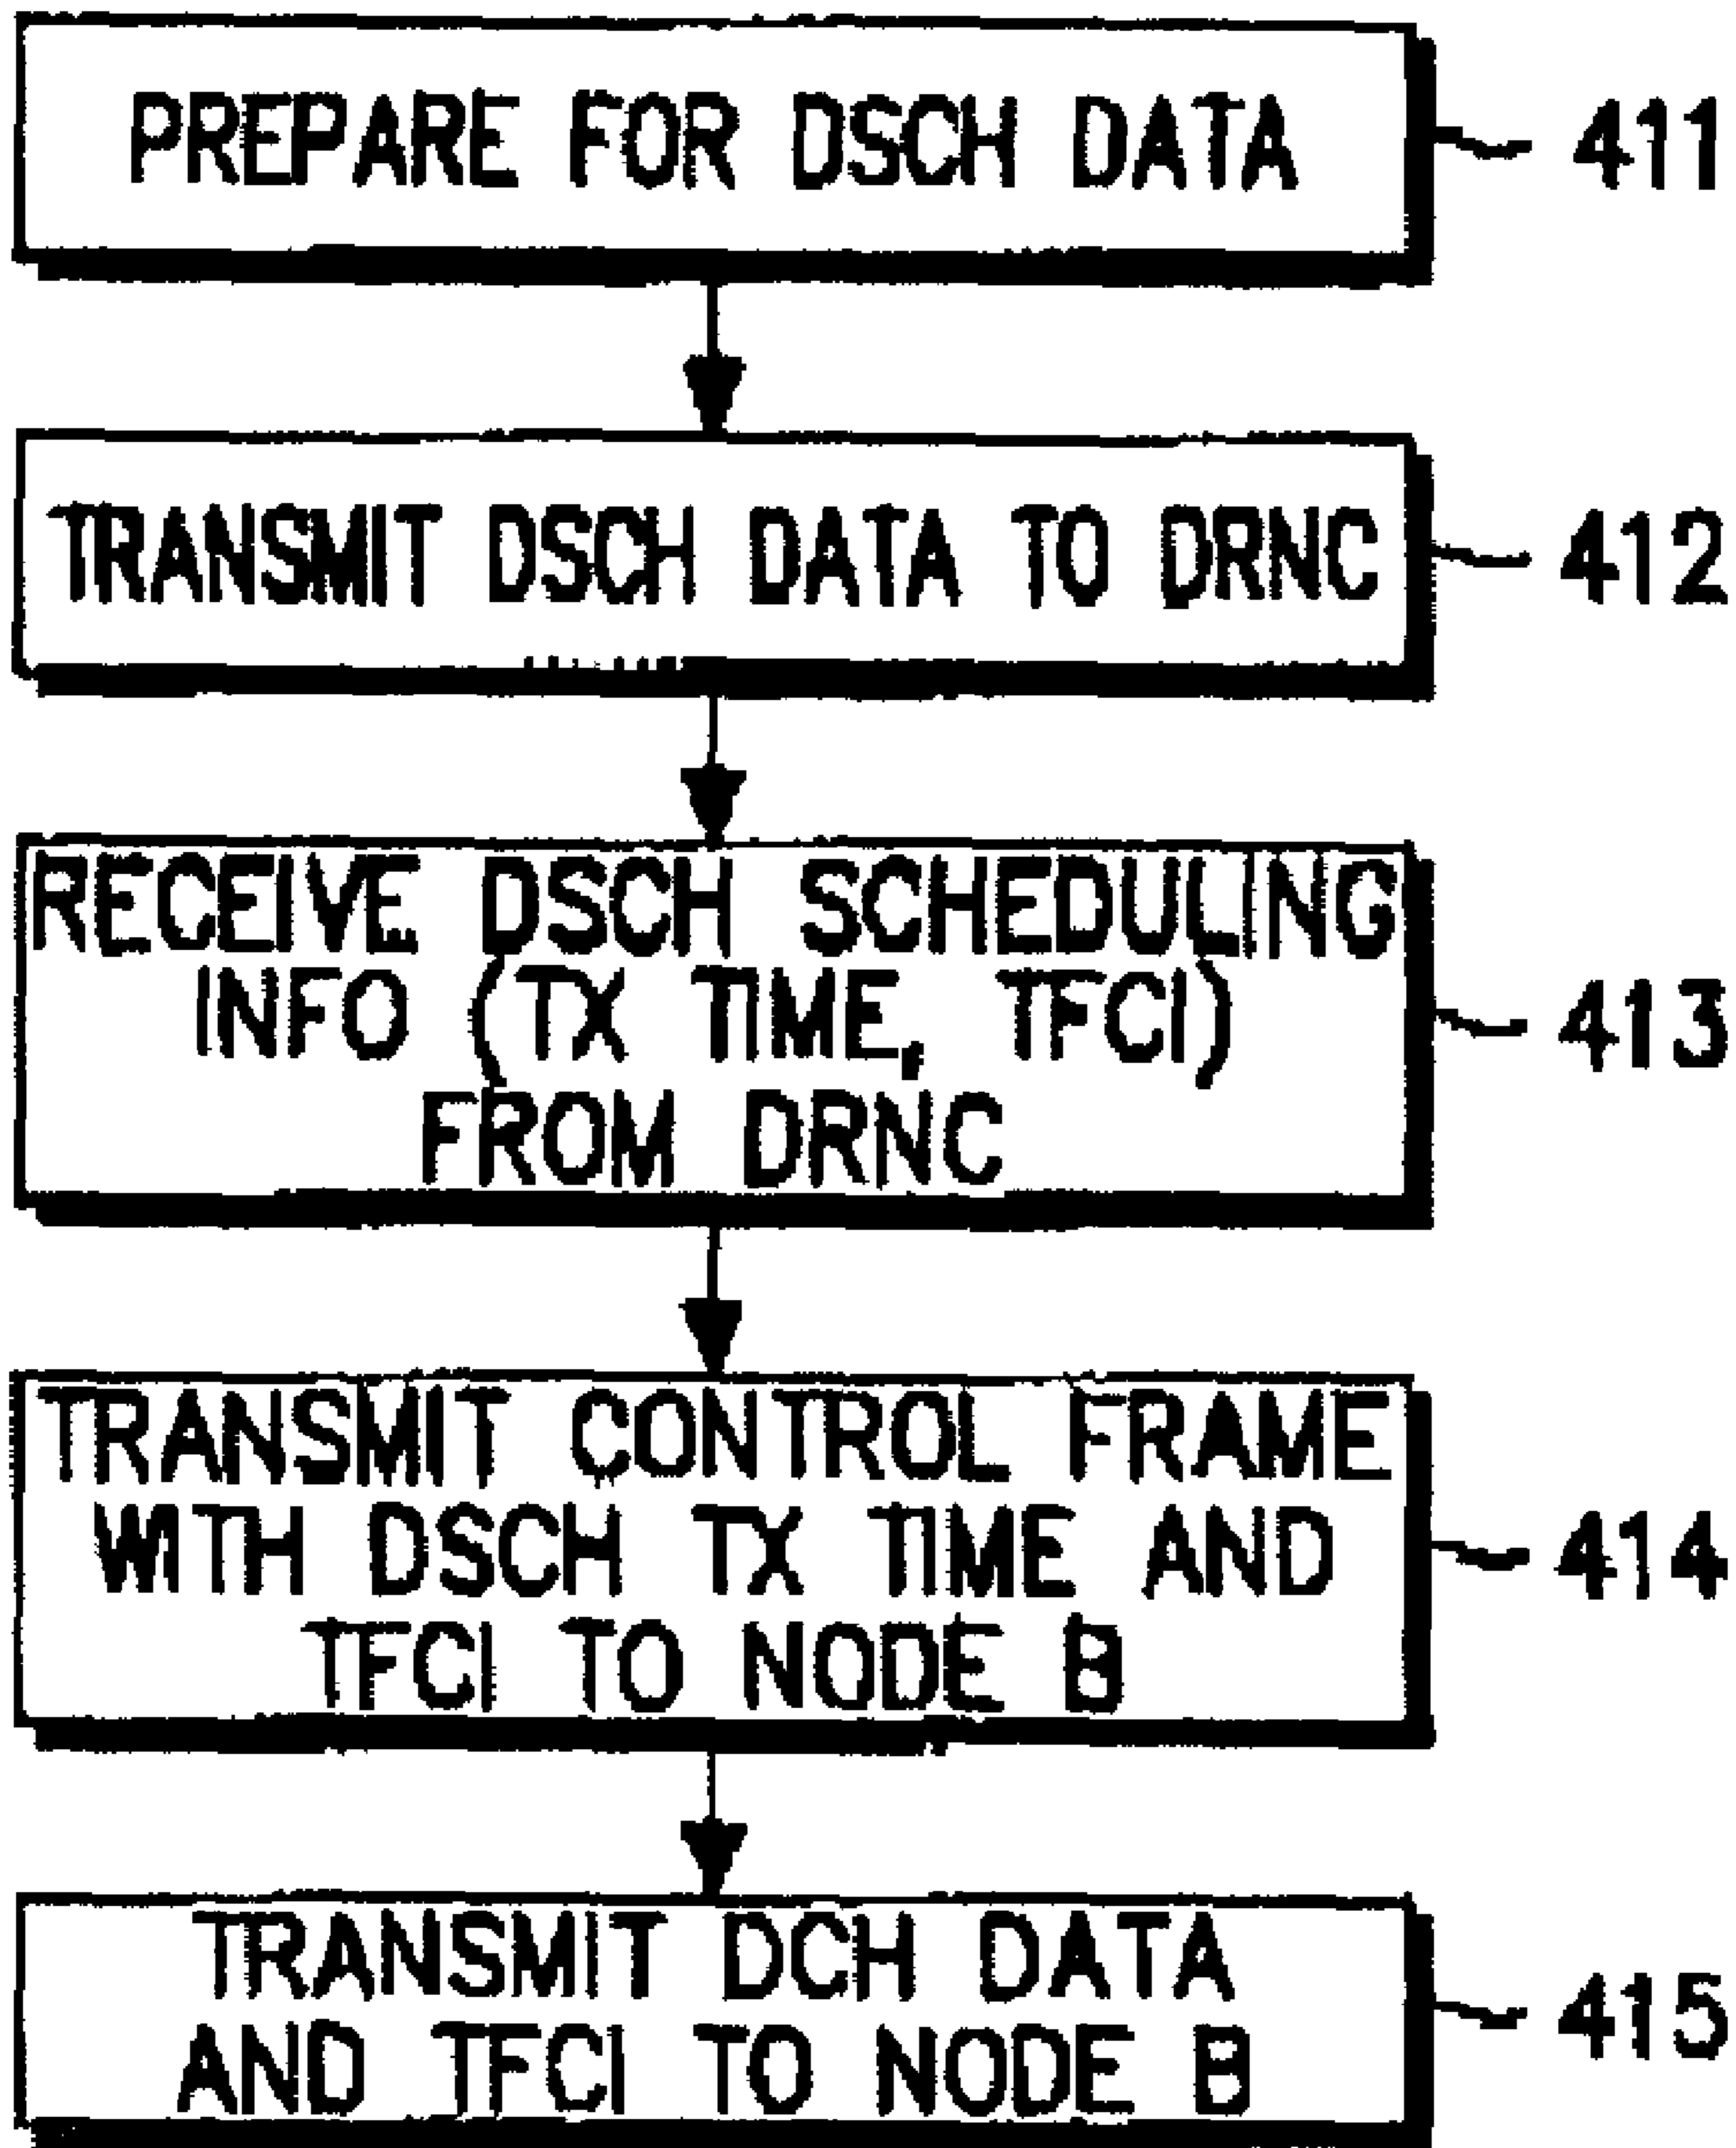 PREPARE FOR DSCH DATA
411
TRANSMIT DSCH DATA TO DRNC
412
RECEIVE DSCH SCHEDULING
INFO (TX TIME, TFCI)
FROM DRNC
413
TRANSMIT CONTROL FRAME
WITH DSCH TX TIME AND
TFCI TO NODE B
414
TRANSMIT DCH DATA
AND TFCI TO NODE B
415